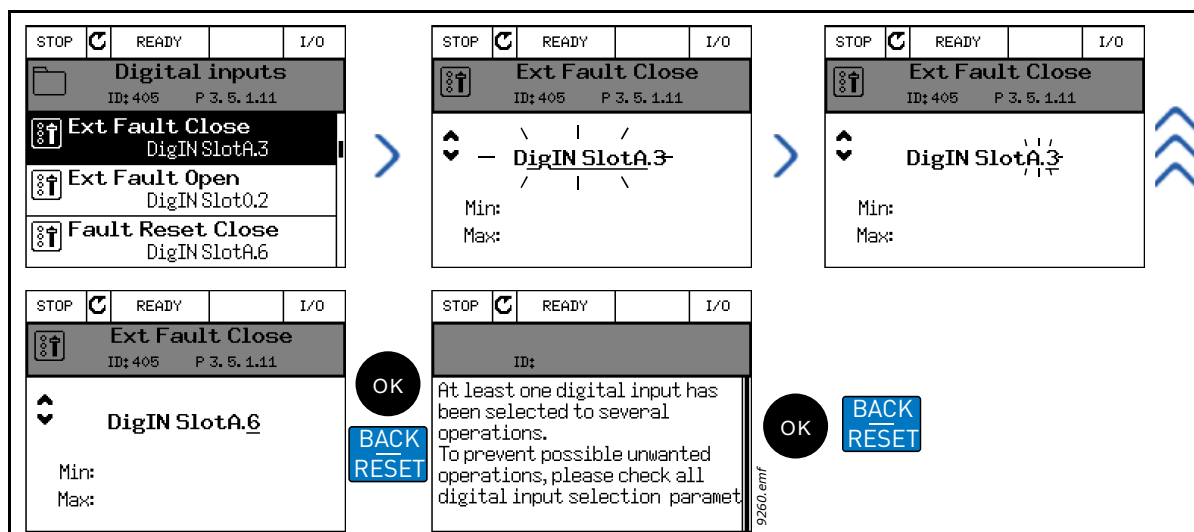 STOP READY I/O
Digital inputs
ID: 405 P 3.5.1.11
Ext Fault Close
DigIN SlotA.3
Ext Fault Open
DigIN Slot0.2
Fault Reset Close
DigIN SlotA.6
STOP READY I/O
Ext Fault Close
ID: 405 P 3.5.1.11
DigIN SlotA.3
Min:
Max:
STOP READY I/O
Ext Fault Close
ID: 405 P 3.5.1.11
DigIN SlotA.3
Min:
Max:
STOP READY I/O
Ext Fault Close
ID: 405 P 3.5.1.11
DigIN SlotA.6
Min:
Max:
OK
BACK
RESET
STOP READY I/O
ID:
At least one digital input has
been selected to several
operations.
To prevent possible unwanted
operations, please check all
digital input selection paramet
OK
BACK
RESET
9260.emf